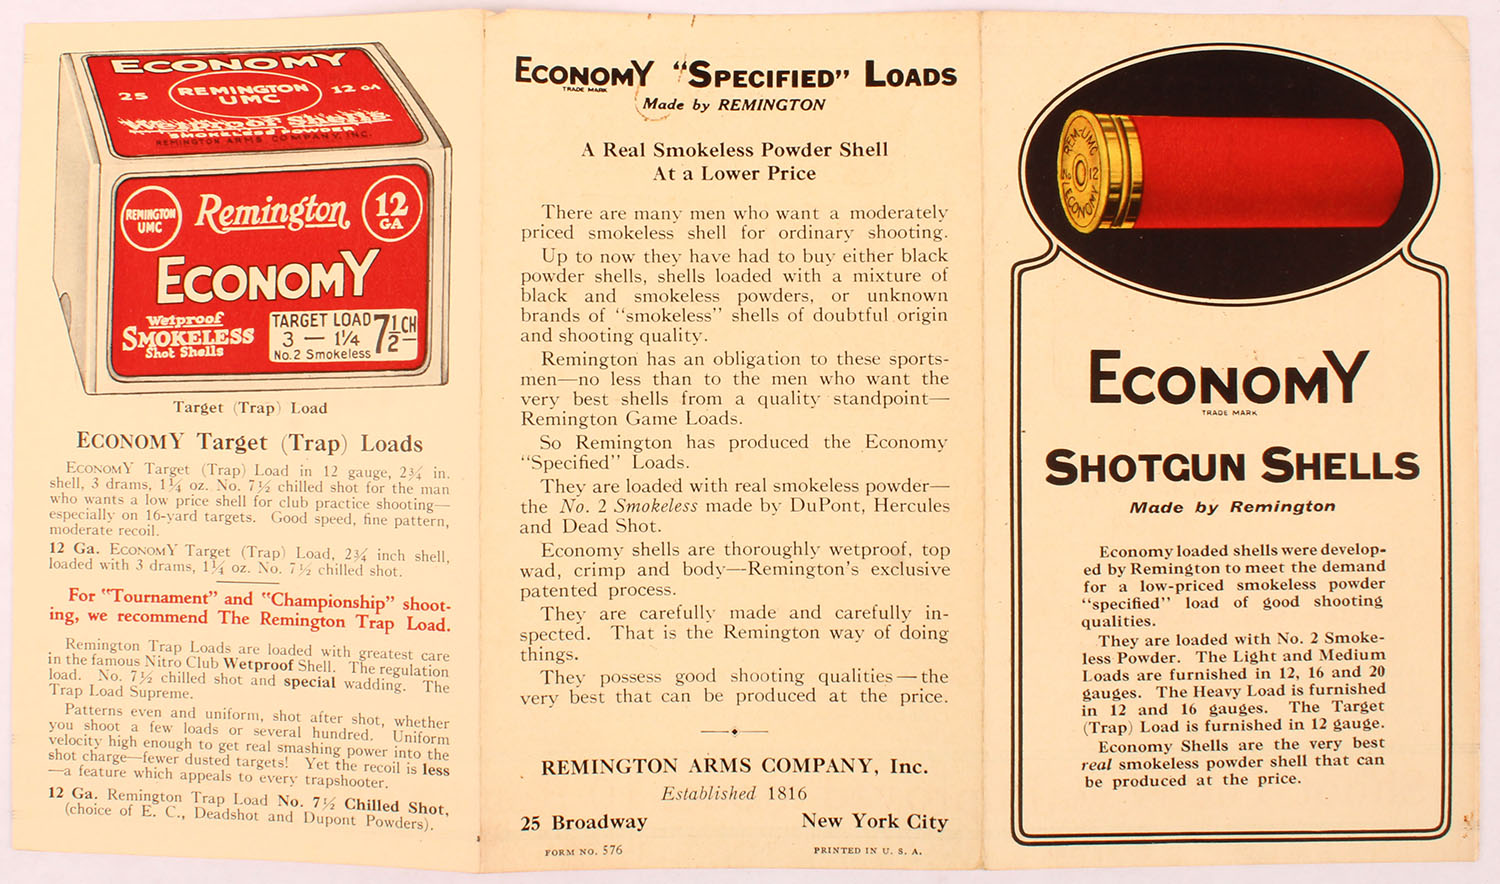 ECONOMY
25 REMINGTON UMC 12 GA
Wetproof Shells
SMOKELESS POWDER
REMINGTON ARMS COMPANY, INC.
REMINGTON UMC
Remington
12 GA
ECONOMY
Wetproof
SMOKELESS
Shot Shells
TARGET LOAD
3 — 1¼
No. 2 Smokeless
7½ CH
Target (Trap) Load
ECONOMY Target (Trap) Loads
ECONOMY Target (Trap) Load in 12 gauge, 2¾ in.
shell, 3 drams, 1¼ oz. No. 7½ chilled shot for the man
who wants a low price shell for club practice shooting—
especially on 16-yard targets. Good speed, fine pattern,
moderate recoil.
12 Ga. ECONOMY Target (Trap) Load, 2¾ inch shell,
loaded with 3 drams, 1¼ oz. No. 7½ chilled shot.
For "Tournament" and "Championship" shoot-
ing, we recommend The Remington Trap Load.
Remington Trap Loads are loaded with greatest care
in the famous Nitro Club Wetproof Shell. The regulation
load. No. 7½ chilled shot and special wadding. The
Trap Load Supreme.
Patterns even and uniform, shot after shot, whether
you shoot a few loads or several hundred. Uniform
velocity high enough to get real smashing power into the
shot charge—fewer dusted targets! Yet the recoil is less
—a feature which appeals to every trapshooter.
12 Ga. Remington Trap Load No. 7½ Chilled Shot,
(choice of E. C., Deadshot and Dupont Powders).
ECONOMY "SPECIFIED" LOADS
TRADE MARK
Made by REMINGTON
A Real Smokeless Powder Shell
At a Lower Price
There are many men who want a moderately
priced smokeless shell for ordinary shooting.
Up to now they have had to buy either black
powder shells, shells loaded with a mixture of
black and smokeless powders, or unknown
brands of "smokeless" shells of doubtful origin
and shooting quality.
Remington has an obligation to these sports-
men—no less than to the men who want the
very best shells from a quality standpoint—
Remington Game Loads.
So Remington has produced the Economy
"Specified" Loads.
They are loaded with real smokeless powder—
the No. 2 Smokeless made by DuPont, Hercules
and Dead Shot.
Economy shells are thoroughly wetproof, top
wad, crimp and body—Remington's exclusive
patented process.
They are carefully made and carefully in-
spected. That is the Remington way of doing
things.
They possess good shooting qualities—the
very best that can be produced at the price.
REMINGTON ARMS COMPANY, Inc.
Established 1816
25 Broadway New York City
FORM NO. 576 PRINTED IN U. S. A.
REM-UMC
No 12
ECONOMY
ECONOMY
TRADE MARK
SHOTGUN SHELLS
Made by Remington
Economy loaded shells were develop-
ed by Remington to meet the demand
for a low-priced smokeless powder
"specified" load of good shooting
qualities.
They are loaded with No. 2 Smoke-
less Powder. The Light and Medium
Loads are furnished in 12, 16 and 20
gauges. The Heavy Load is furnished
in 12 and 16 gauges. The Target
(Trap) Load is furnished in 12 gauge.
Economy Shells are the very best
real smokeless powder shell that can
be produced at the price.